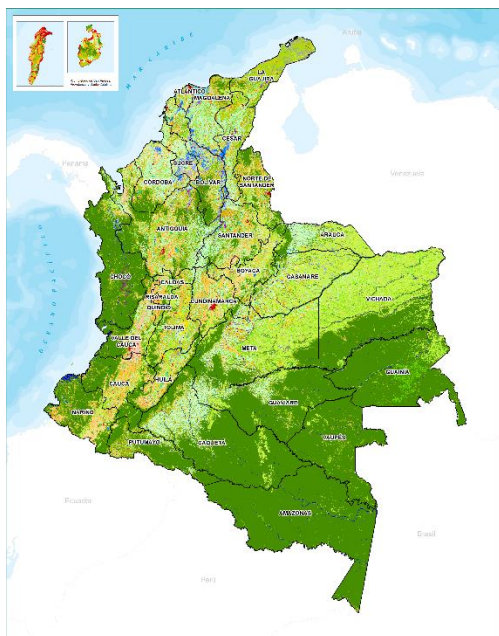 MAR CARIBE
Aruba
LA
GUAJIRA
ATLÁNTICO
MAGDALENA
CESAR
Panamá
Venezuela
SUCRE
NORTE DE
SANTANDER
CÓRDOBA
BOLÍVAR
ANTIOQUIA
SANTANDER
ARAUCA
CHOCÓ
BOYACÁ
CASANARE
CALDAS
VICHADA
RISARALDA
CUNDINAMARCA
QUINDÍO
TOLIMA
Océano Pacífico
VALLE DEL
CAUCA
META
GUAINÍA
CAUCA
HUILA
GUAVIARE
NARIÑO
VAUPÉS
PUTUMAYO
CAQUETÁ
Ecuador
AMAZONAS
Brasil
Perú